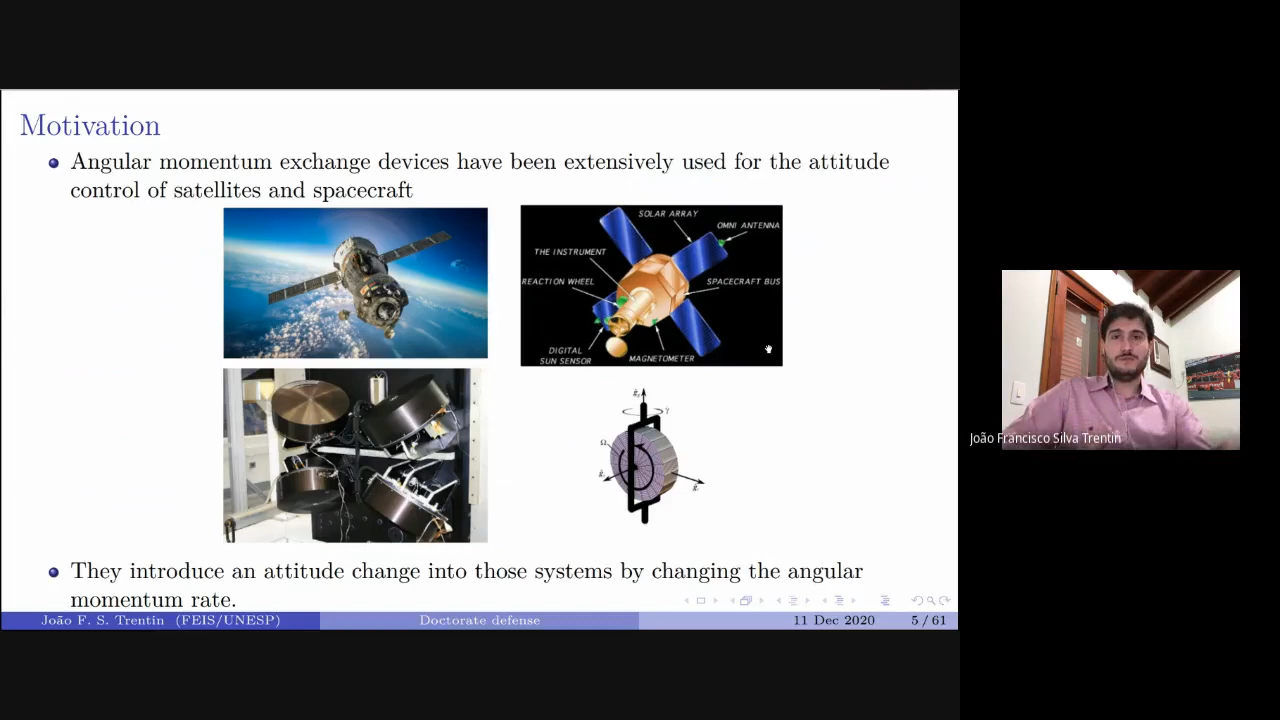 Motivation
Angular momentum exchange devices have been extensively used for the attitude
control of satellites and spacecraft
SOLAR ARRAY
OMNI ANTENNA
THE INSTRUMENT
REACTION WHEEL
SPACECRAFT BUS
DIGITAL
SUN SENSOR
MAGNETOMETER
Ω
γ
They introduce an attitude change into those systems by changing the angular
momentum rate.
João F. S. Trentin (FEIS/UNESP)
Doctorate defense
11 Dec 2020
5 / 61
João Francisco Silva Trentin